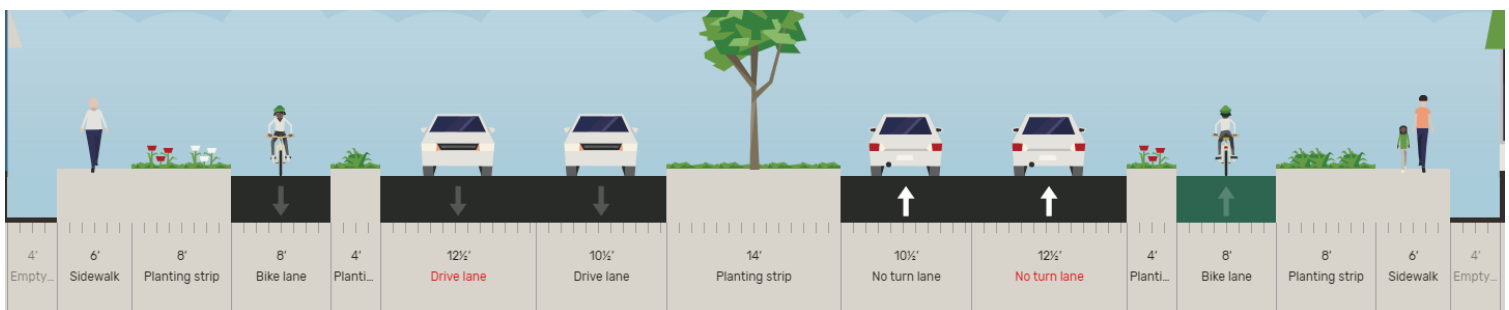 4' 6' 8' 8' 4' 12½' 10½' 14' 10½' 12½' 4' 8' 8' 6' 4'
Empty... Sidewalk Planting strip Bike lane Planti... Drive lane Drive lane Planting strip No turn lane No turn lane Planti... Bike lane Planting strip Sidewalk Empty...